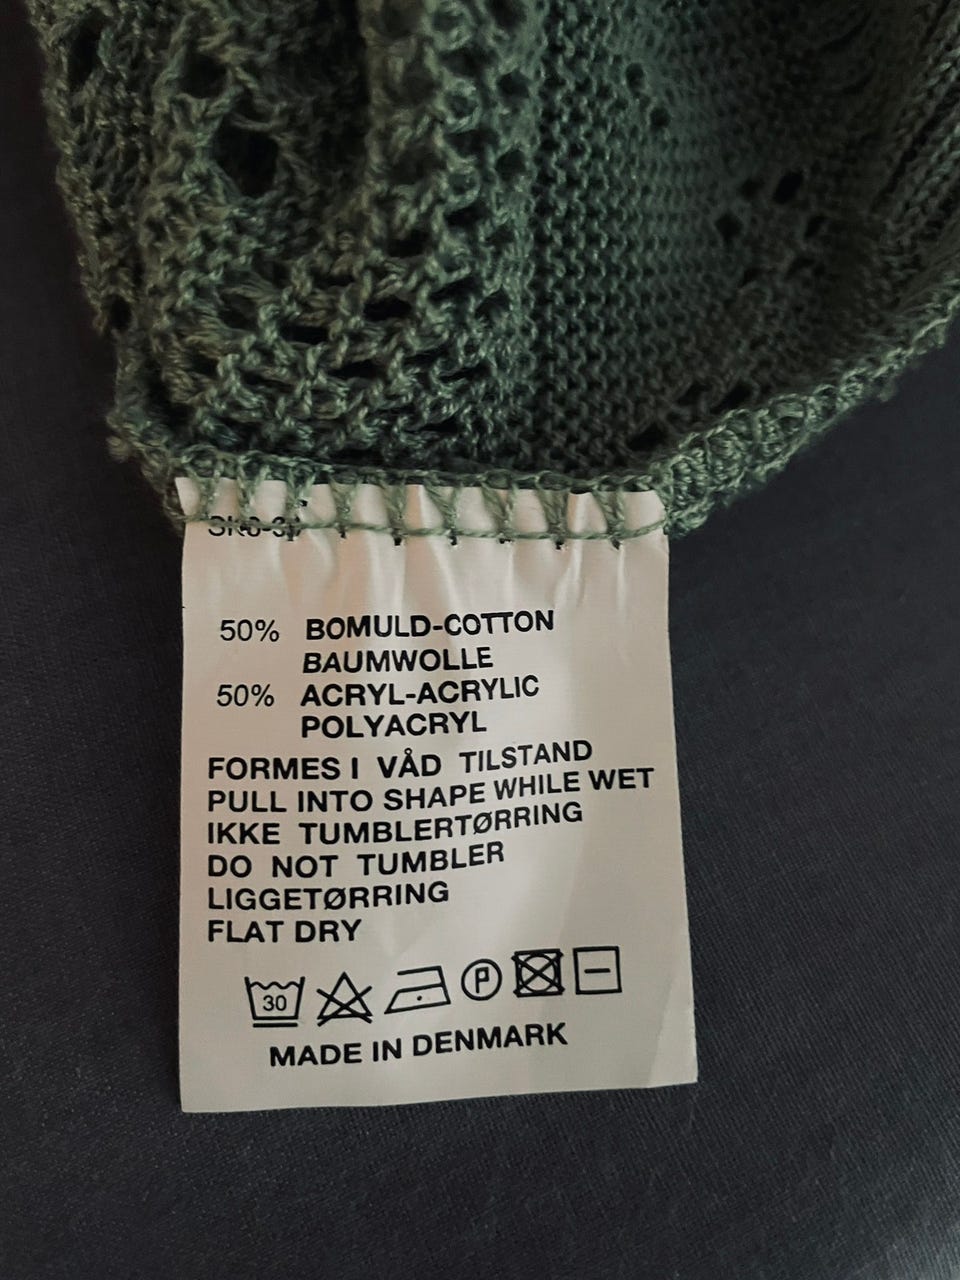 50% BOMULD-COTTON
BAUMWOLLE
50% ACRYL-ACRYLIC
POLYACRYL
FORMES I VÅD TILSTAND
PULL INTO SHAPE WHILE WET
IKKE TUMBLERTØRRING
DO NOT TUMBLER
LIGGETØRRING
FLAT DRY
30 P
MADE IN DENMARK